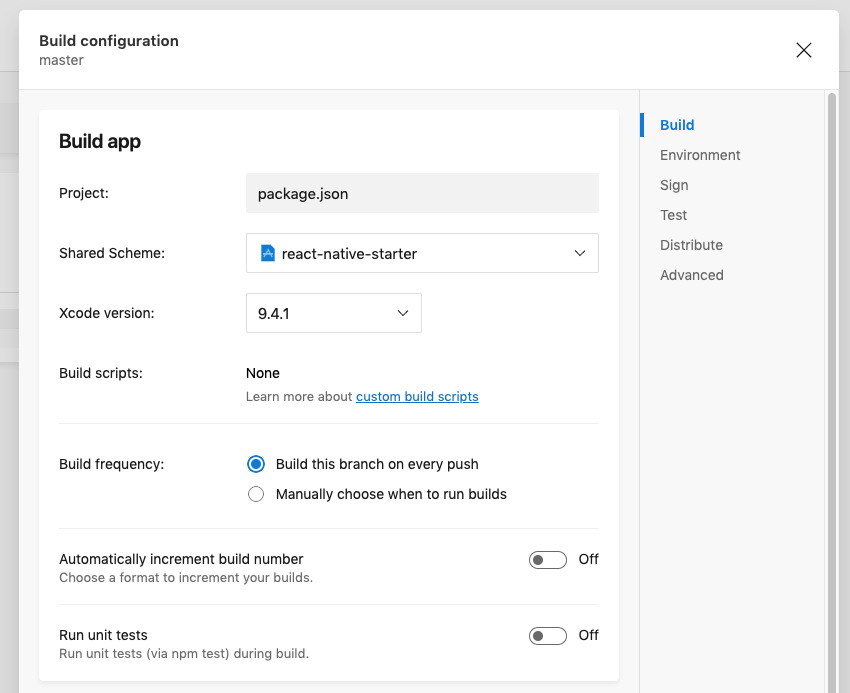 Build configuration
master
Build app
Project:
package.json
Shared Scheme:
react-native-starter
Xcode version:
9.4.1
Build scripts:
None
Learn more about custom build scripts
Build frequency:
Build this branch on every push
Manually choose when to run builds
Automatically increment build number
Off
Choose a format to increment your builds.
Run unit tests
Off
Run unit tests (via npm test) during build.
Build
Environment
Sign
Test
Distribute
Advanced